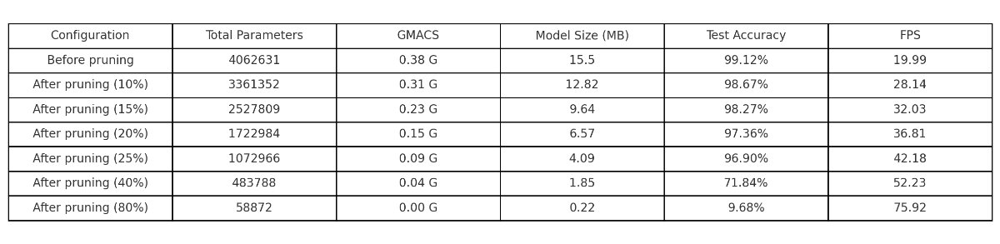 Configuration Total Parameters GMACS Model Size (MB) Test Accuracy FPS
Before pruning 4062631 0.38 G 15.5 99.12% 19.99
After pruning (10%) 3361352 0.31 G 12.82 98.67% 28.14
After pruning (15%) 2527809 0.23 G 9.64 98.27% 32.03
After pruning (20%) 1722984 0.15 G 6.57 97.36% 36.81
After pruning (25%) 1072966 0.09 G 4.09 96.90% 42.18
After pruning (40%) 483788 0.04 G 1.85 71.84% 52.23
After pruning (80%) 58872 0.00 G 0.22 9.68% 75.92